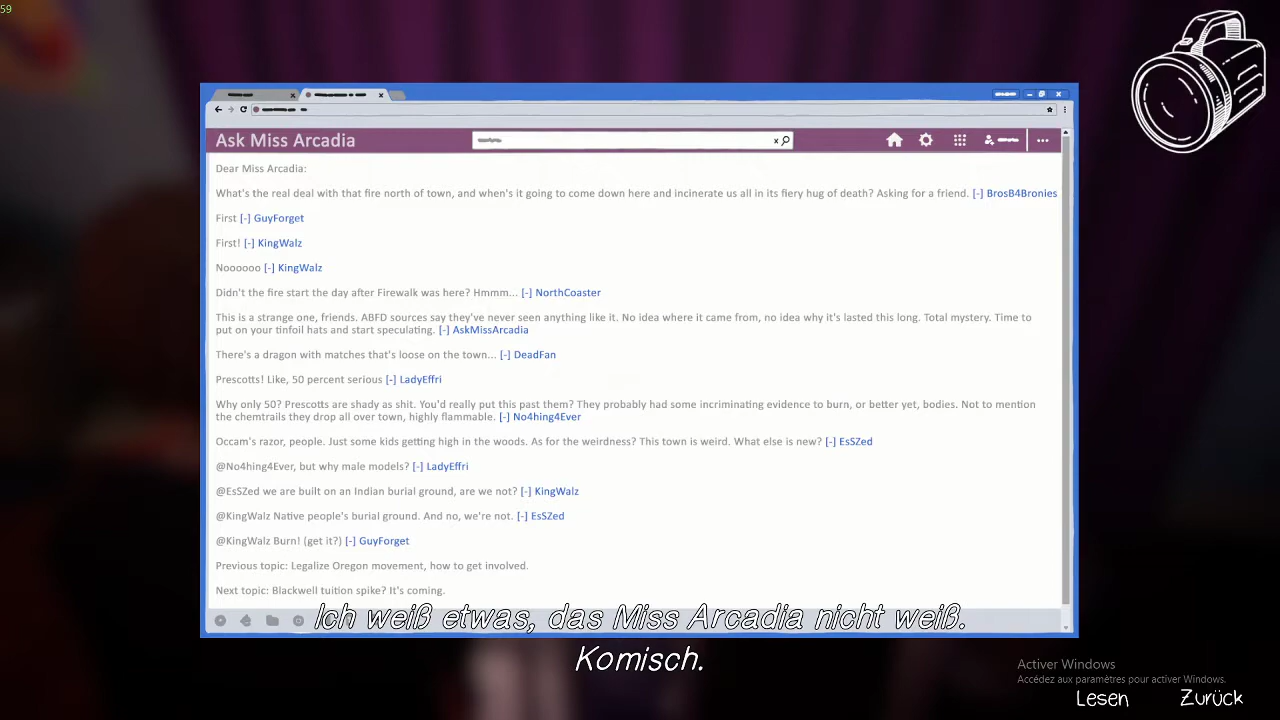 59
Ask Miss Arcadia
Dear Miss Arcadia:
What's the real deal with that fire north of town, and when's it going to come down here and incinerate us all in its fiery hug of death? Asking for a friend. [-] BrosB4Bronies
First [-] GuyForget
First! [-] KingWalz
Noooooo [-] KingWalz
Didn't the fire start the day after Firewalk was here? Hmmm... [-] NorthCoaster
This is a strange one, friends. ABFD sources say they've never seen anything like it. No idea where it came from, no idea why it's lasted this long. Total mystery. Time to
put on your tinfoil hats and start speculating. [-] AskMissArcadia
There's a dragon with matches that's loose on the town... [-] DeadFan
Prescotts! Like, 50 percent serious [-] LadyEffri
Why only 50? Prescotts are shady as shit. You'd really put this past them? They probably had some incriminating evidence to burn, or better yet, bodies. Not to mention
the chemtrails they drop all over town, highly flammable. [-] No4hing4Ever
Occam's razor, people. Just some kids getting high in the woods. As for the weirdness? This town is weird. What else is new? [-] EsSZed
@No4hing4Ever, but why male models? [-] LadyEffri
@EsSZed we are built on an Indian burial ground, are we not? [-] KingWalz
@KingWalz Native people's burial ground. And no, we're not. [-] EsSZed
@KingWalz Burn! (get it?) [-] GuyForget
Previous topic: Legalize Oregon movement, how to get involved.
Next topic: Blackwell tuition spike? It's coming.
Ich weiß etwas, das Miss Arcadia nicht weiß.
Komisch.
Activer Windows
Accédez aux paramètres pour activer Windows.
Lesen Zurück